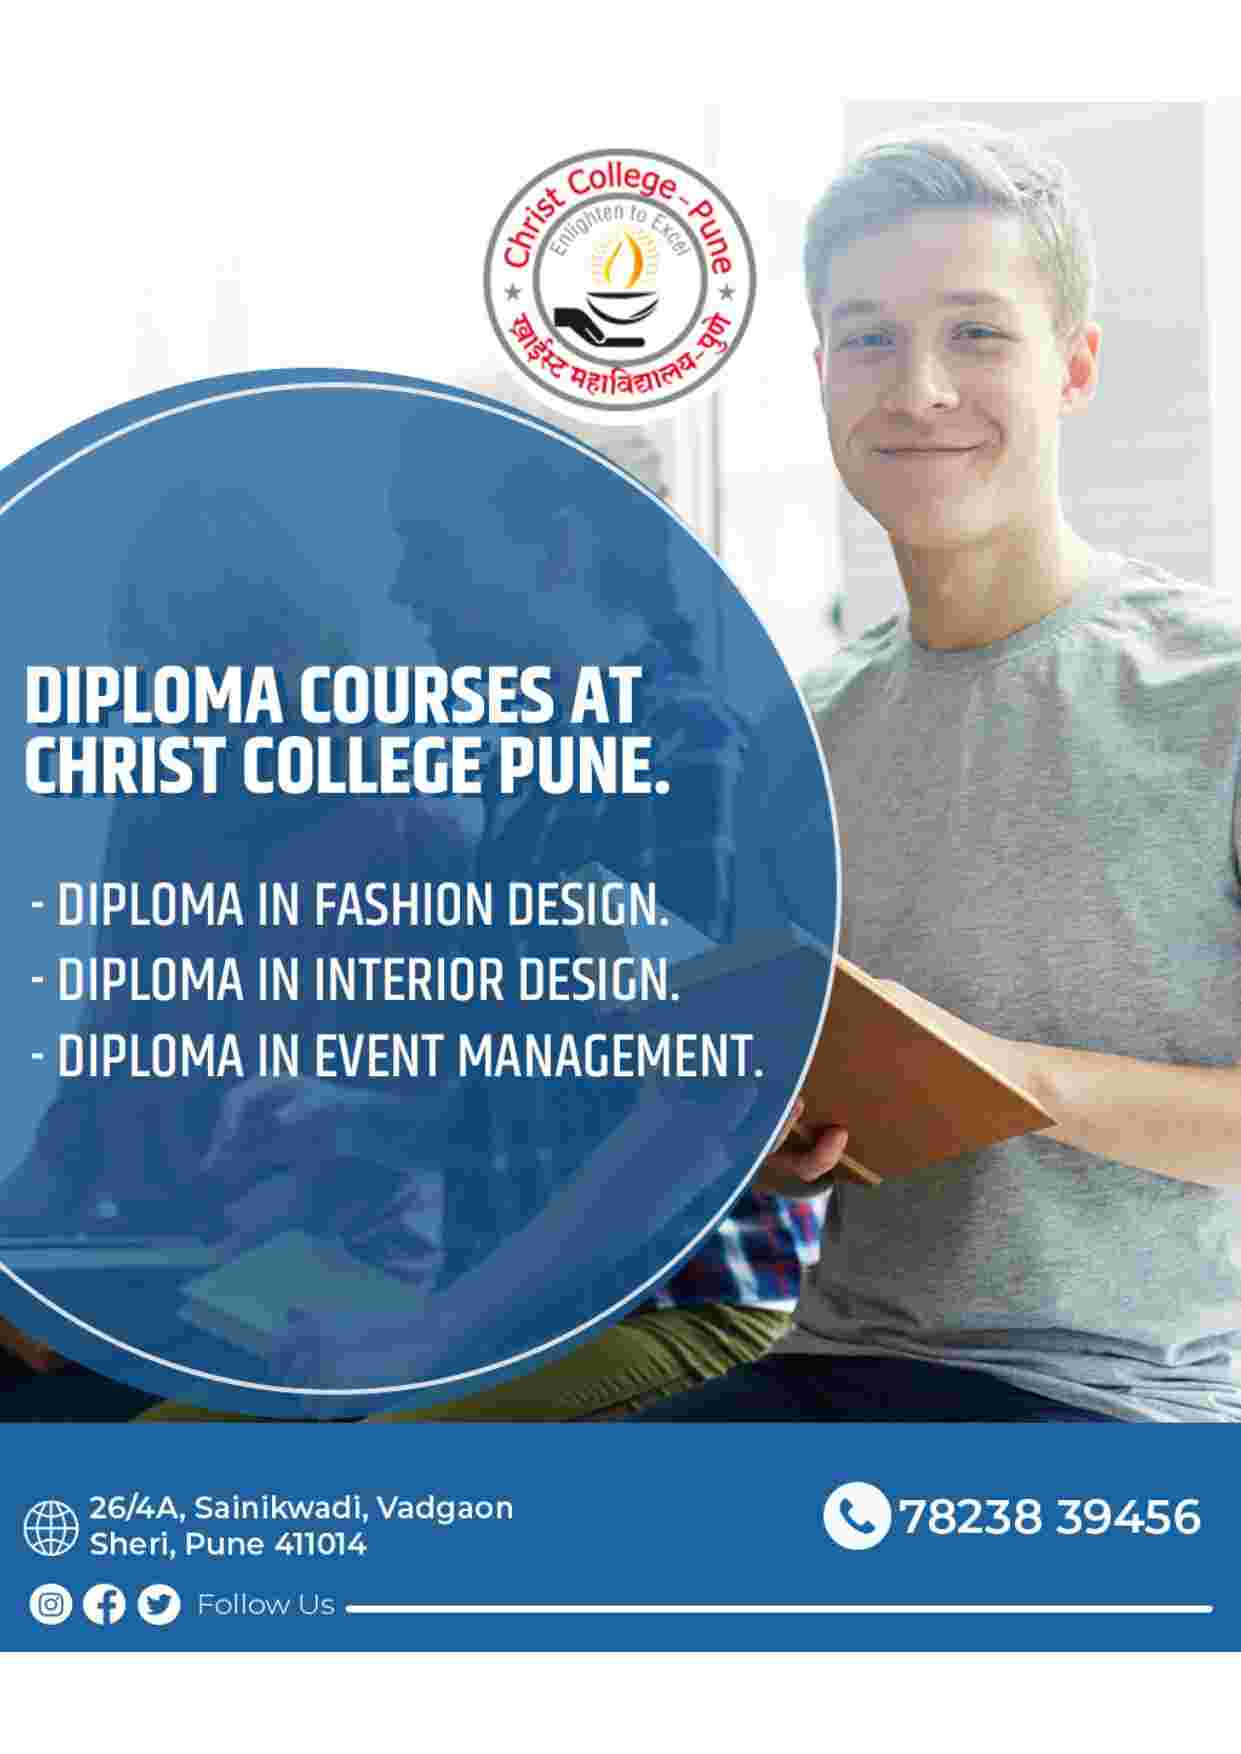 Christ College - Pune
Enlighten to Excel
ख्राईस्ट महाविद्यालय - पुणे
DIPLOMA COURSES AT
CHRIST COLLEGE PUNE.
- DIPLOMA IN FASHION DESIGN.
- DIPLOMA IN INTERIOR DESIGN.
- DIPLOMA IN EVENT MANAGEMENT.
26/4A, Sainikwadi, Vadgaon
Sheri, Pune 411014
78238 39456
Follow Us